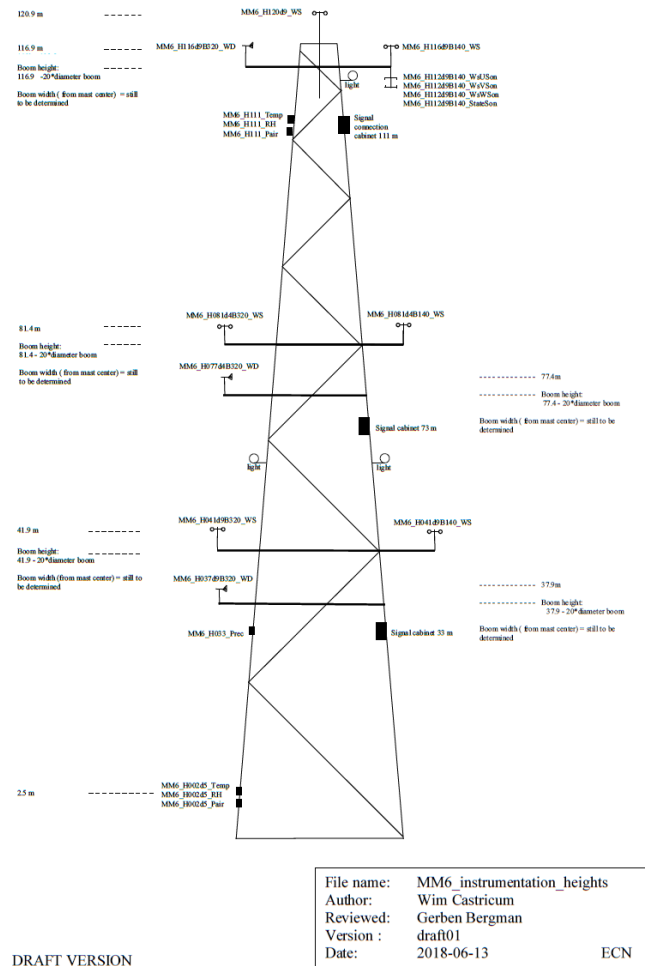 120.9 m
MM6_H120d9_WS
116.9 m
MM6_H116d9B320_WD
MM6_H116d9B140_WS
Boom height:
116.9 -20*diameter boom
Boom width ( from mast center) = still
to be determined
light
MM6_H112d9B140_WsUSon
MM6_H112d9B140_WsVSon
MM6_H112d9B140_WsWSon
MM6_H112d9B140_StateSon
MM6_H111_Temp
MM6_H111_RH
MM6_H111_Pair
Signal
connection
cabinet 111 m
MM6_H081d4B320_WS
MM6_H081d4B140_WS
81.4 m
Boom height:
81.4 - 20*diameter boom
Boom width ( from mast center) = still
to be determined
MM6_H077d4B320_WD
77.4m
Boom height:
77.4 - 20*diameter boom
Boom width ( from mast center) = still to be
determined
Signal cabinet 73 m
light
light
MM6_H041d9B320_WS
MM6_H041d9B140_WS
41.9 m
Boom height:
41.9 - 20*diameter boom
Boom width (from mast center) = still to
be determined
MM6_H037d9B320_WD
37.9m
Boom height:
37.9 - 20*diameter boom
Boom width ( from mast center) = still to be
determined
MM6_H033_Prec
Signal cabinet 33 m
2.5 m
MM6_H002d5_Temp
MM6_H002d5_RH
MM6_H002d5_Pair
File name: MM6_instrumentation_heights
Author: Wim Castricum
Reviewed: Gerben Bergman
Version : draft01
Date: 2018-06-13 ECN
DRAFT VERSION